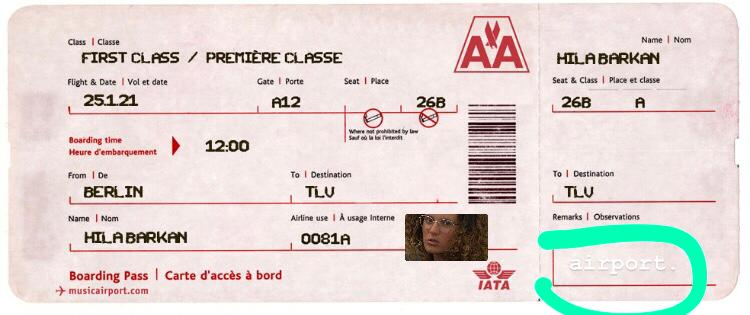 Class | Classe
FIRST CLASS / PREMIÈRE CLASSE
AA
Name | Nom
HILA BARKAN
Flight & Date | Vol et date
Gate | Porte
Seat | Place
Seat & Class | Place et classe
25.1.21
A12
26B
26B A
Where not prohibited by law
Sauf où la loi l'interdit
Boarding time
Heure d'embarquement
12:00
From | De
To | Destination
To | Destination
BERLIN
TLV
TLV
Name | Nom
Airline use | À usage Interne
Remarks | Observations
HILA BARKAN
0081A
airport.
Boarding Pass | Carte d'accès à bord
IATA
musicairport.com